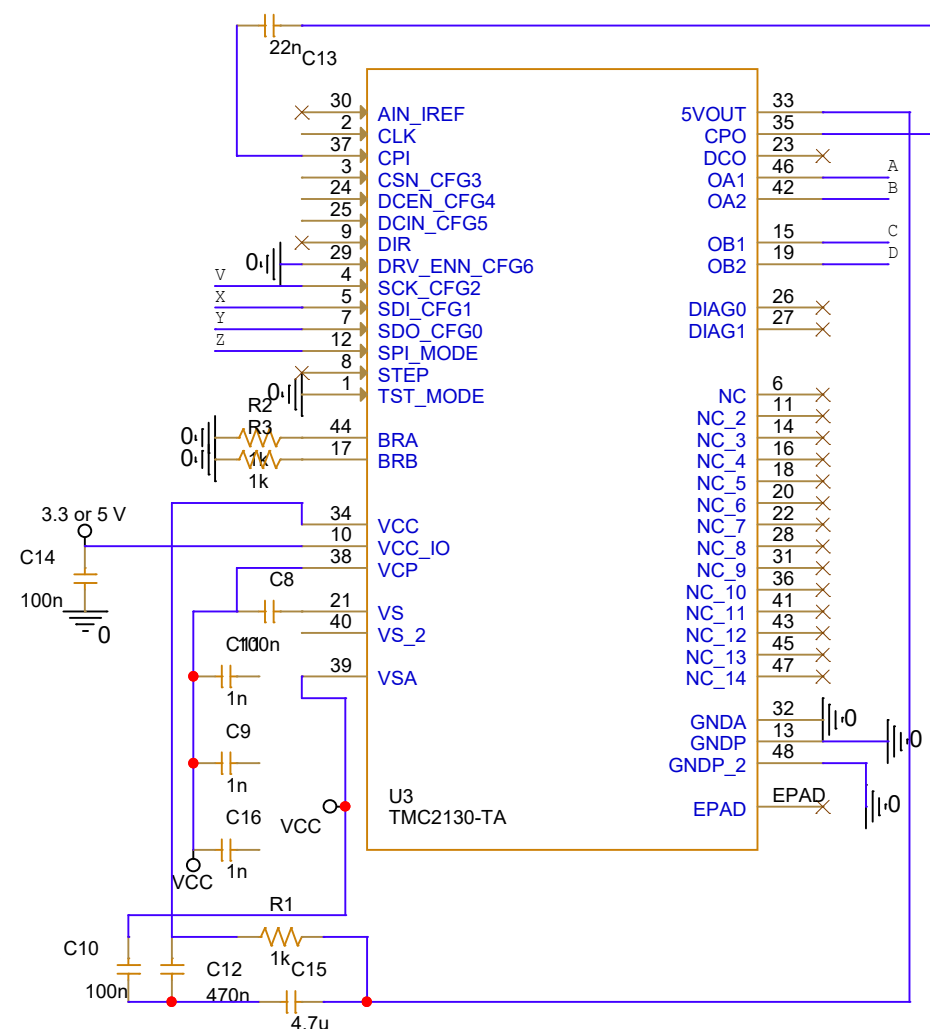 22n
C13
30 AIN_IREF
2 CLK
37 CPI
3 CSN_CFG3
24 DCEN_CFG4
25 DCIN_CFG5
9 DIR
0 29 DRV_ENN_CFG6
V 4 SCK_CFG2
X 5 SDI_CFG1
Y 7 SDO_CFG0
Z 12 SPI_MODE
8 STEP
0 1 TST_MODE
R2
0 44 BRA
R3
0 1k 17 BRB
1k
34 VCC
3.3 or 5 V
10 VCC_IO
C14
100n
0
38 VCP
C8
100n
21 VS
40 VS_2
39 VSA
C11
1n
C9
1n
C16
1n
VCC
VCC
U3
TMC2130-TA
5VOUT 33
CPO 35
DCO 23
OA1 46 A
OA2 42 B
OB1 15 C
OB2 19 D
DIAG0 26
DIAG1 27
NC 6
NC_2 11
NC_3 14
NC_4 16
NC_5 18
NC_6 20
NC_7 22
NC_8 28
NC_9 31
NC_10 36
NC_11 41
NC_12 43
NC_13 45
NC_14 47
GNDA 32 0
GNDP 13 0
GNDP_2 48 0
EPAD EPAD
R1
1k
C10
100n
C12
470n
C15
4.7u